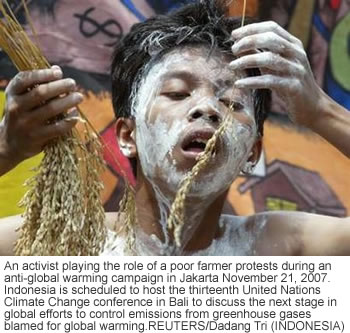 An activist playing the role of a poor farmer protests during an
anti-global warming campaign in Jakarta November 21, 2007.
Indonesia is scheduled to host the thirteenth United Nations
Climate Change conference in Bali to discuss the next stage in
global efforts to control emissions from greenhouse gases
blamed for global warming.REUTERS/Dadang Tri (INDONESIA)